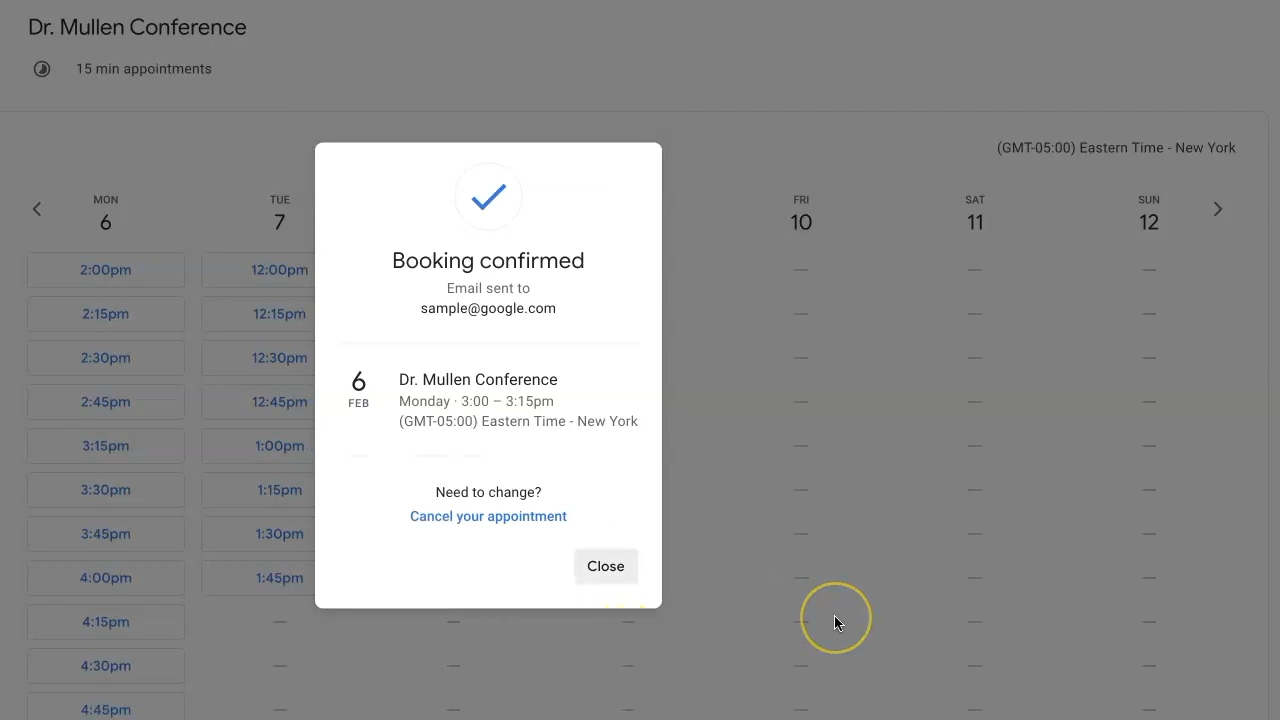 Dr. Mullen Conference
15 min appointments
(GMT-05:00) Eastern Time - New York
MON TUE FRI SAT SUN
6 7 10 11 12
2:00pm 12:00pm — — —
2:15pm 12:15pm — — —
2:30pm 12:30pm — — —
2:45pm 12:45pm — — —
3:15pm 1:00pm — — —
3:30pm 1:15pm — — —
3:45pm 1:30pm — — —
4:00pm 1:45pm — — —
4:15pm — — — — — —
4:30pm — — — — — —
4:45pm — — — — — —
Booking confirmed
Email sent to
sample@google.com
6
FEB
Dr. Mullen Conference
Monday · 3:00 – 3:15pm
(GMT-05:00) Eastern Time - New York
Need to change?
Cancel your appointment
Close